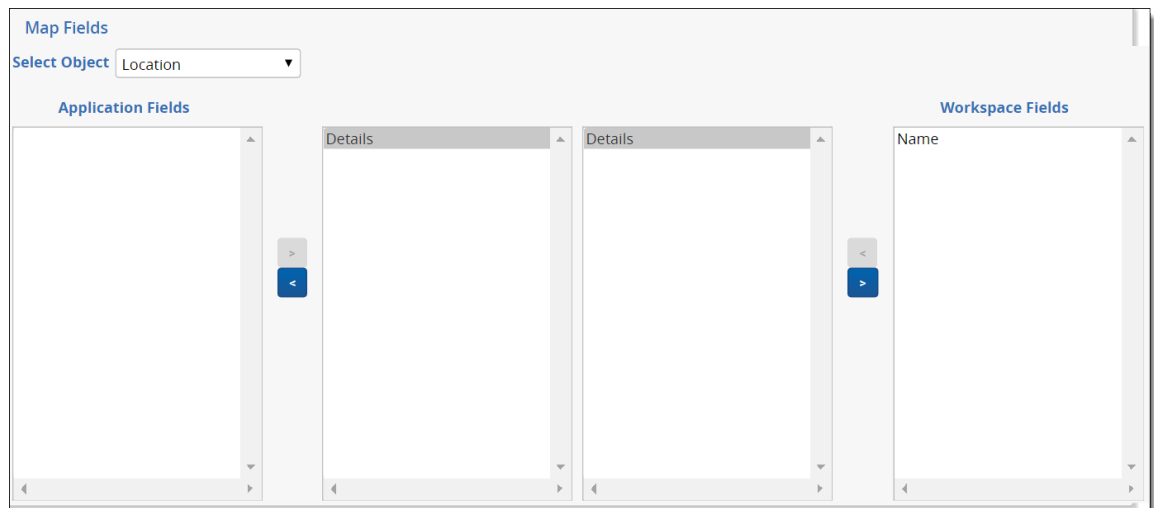 Map Fields
Select Object Location
Application Fields Workspace Fields
Details Details Name
> <
< >